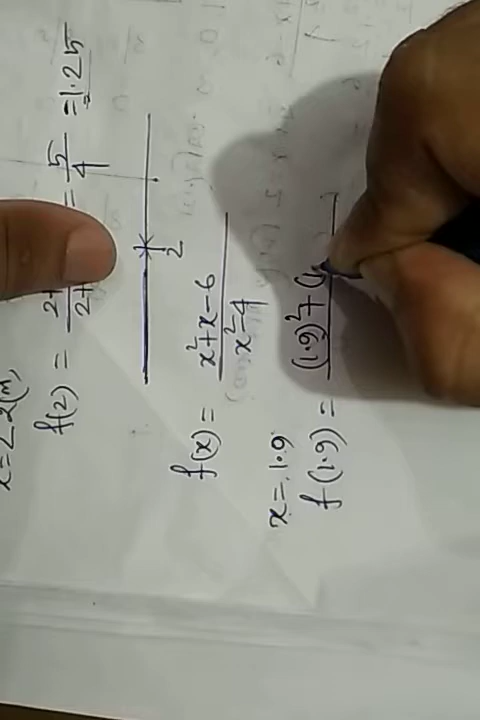 f(2) = 2+ / 2+ = 5/4 = 1.25
2
f(x) = x²+x-6 / x²-4
x = 1.9
f(1.9) = (1.9)²+(1.